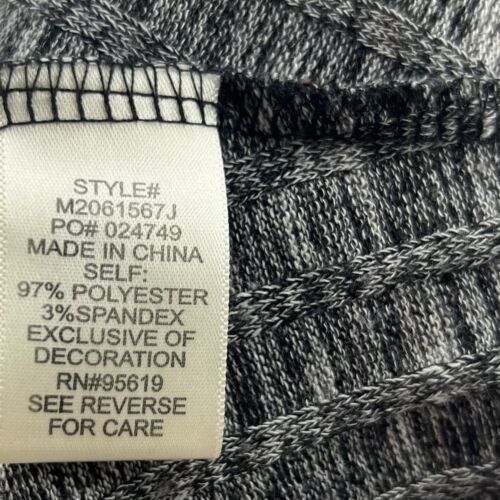 STYLE#
M2061567J
PO# 024749
MADE IN CHINA
SELF:
97% POLYESTER
3%SPANDEX
EXCLUSIVE OF
DECORATION
RN#95619
SEE REVERSE
FOR CARE